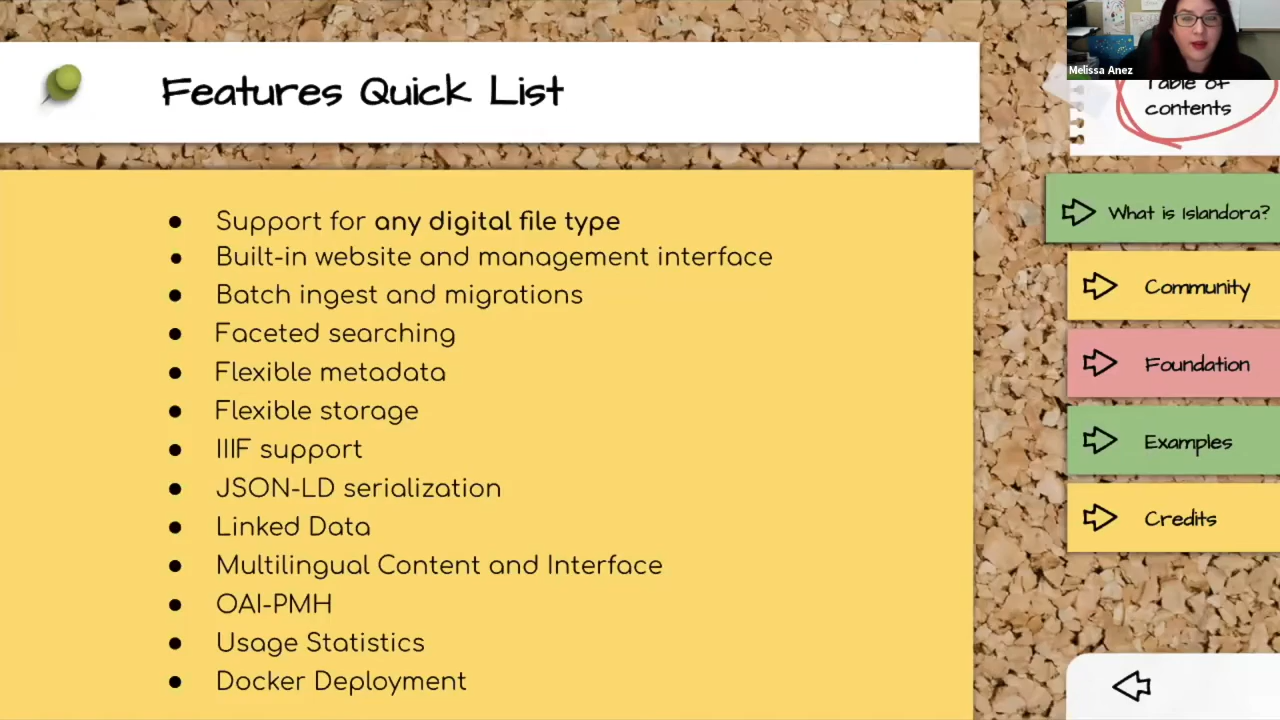 Features Quick List
Support for any digital file type
Built-in website and management interface
Batch ingest and migrations
Faceted searching
Flexible metadata
Flexible storage
IIIF support
JSON-LD serialization
Linked Data
Multilingual Content and Interface
OAI-PMH
Usage Statistics
Docker Deployment
Melissa Anez
Table of
contents
What is Islandora?
Community
Foundation
Examples
Credits